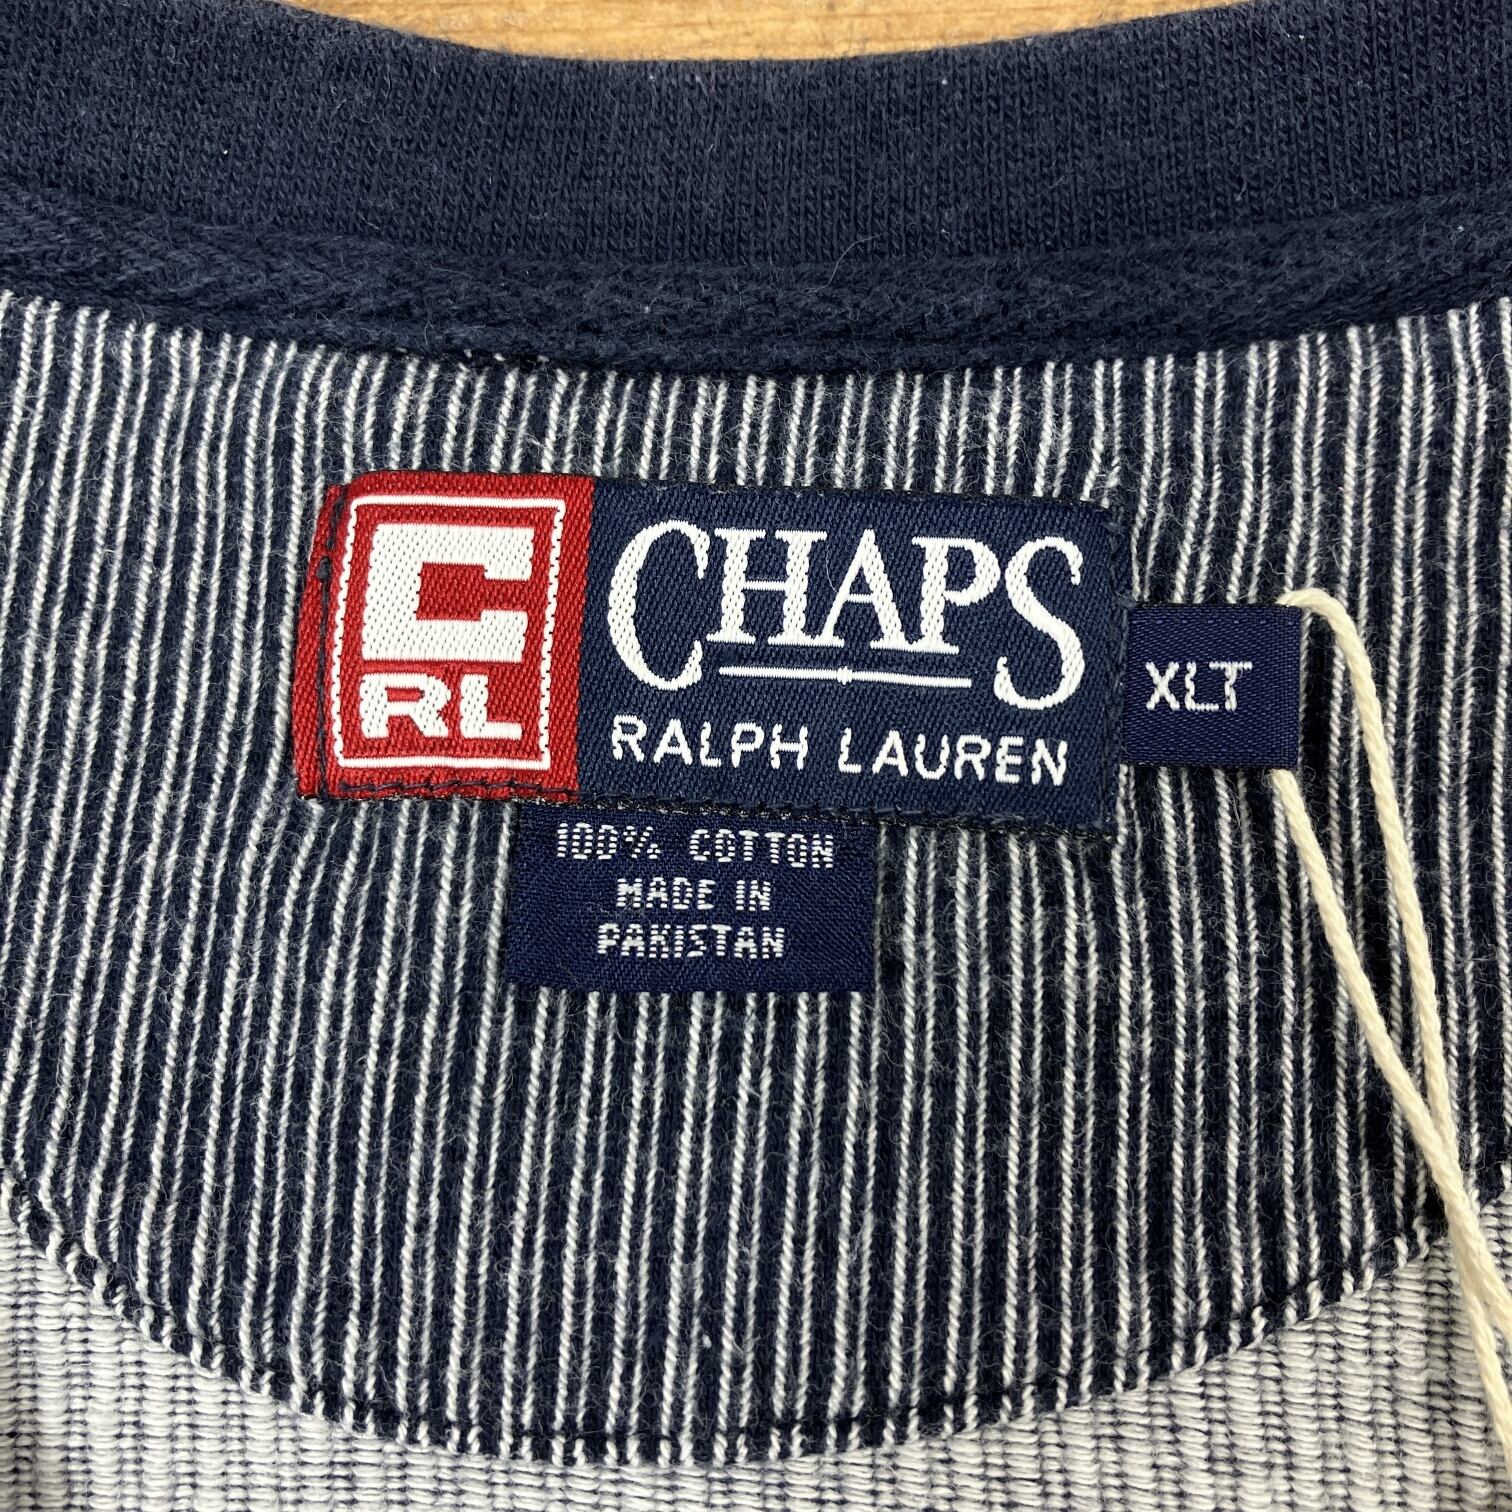 C
RL
CHAPS
RALPH LAUREN
XLT
100% COTTON
MADE IN
PAKISTAN